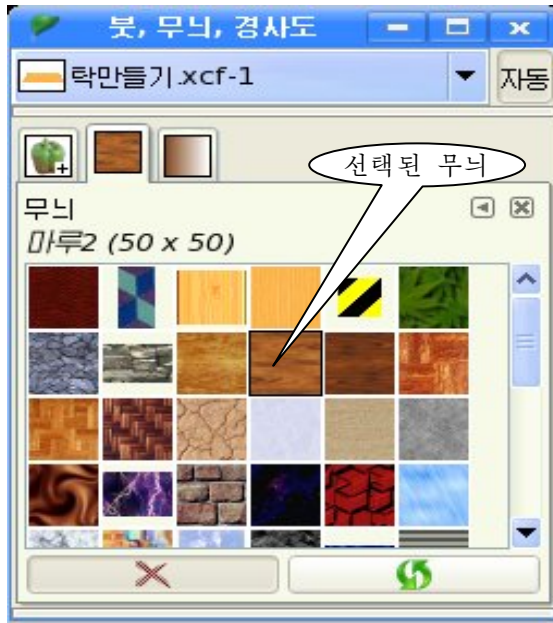 붓, 무늬, 경사도
탁만들기.xcf-1
자동
선택된 무늬
무늬
마루2 (50 x 50)